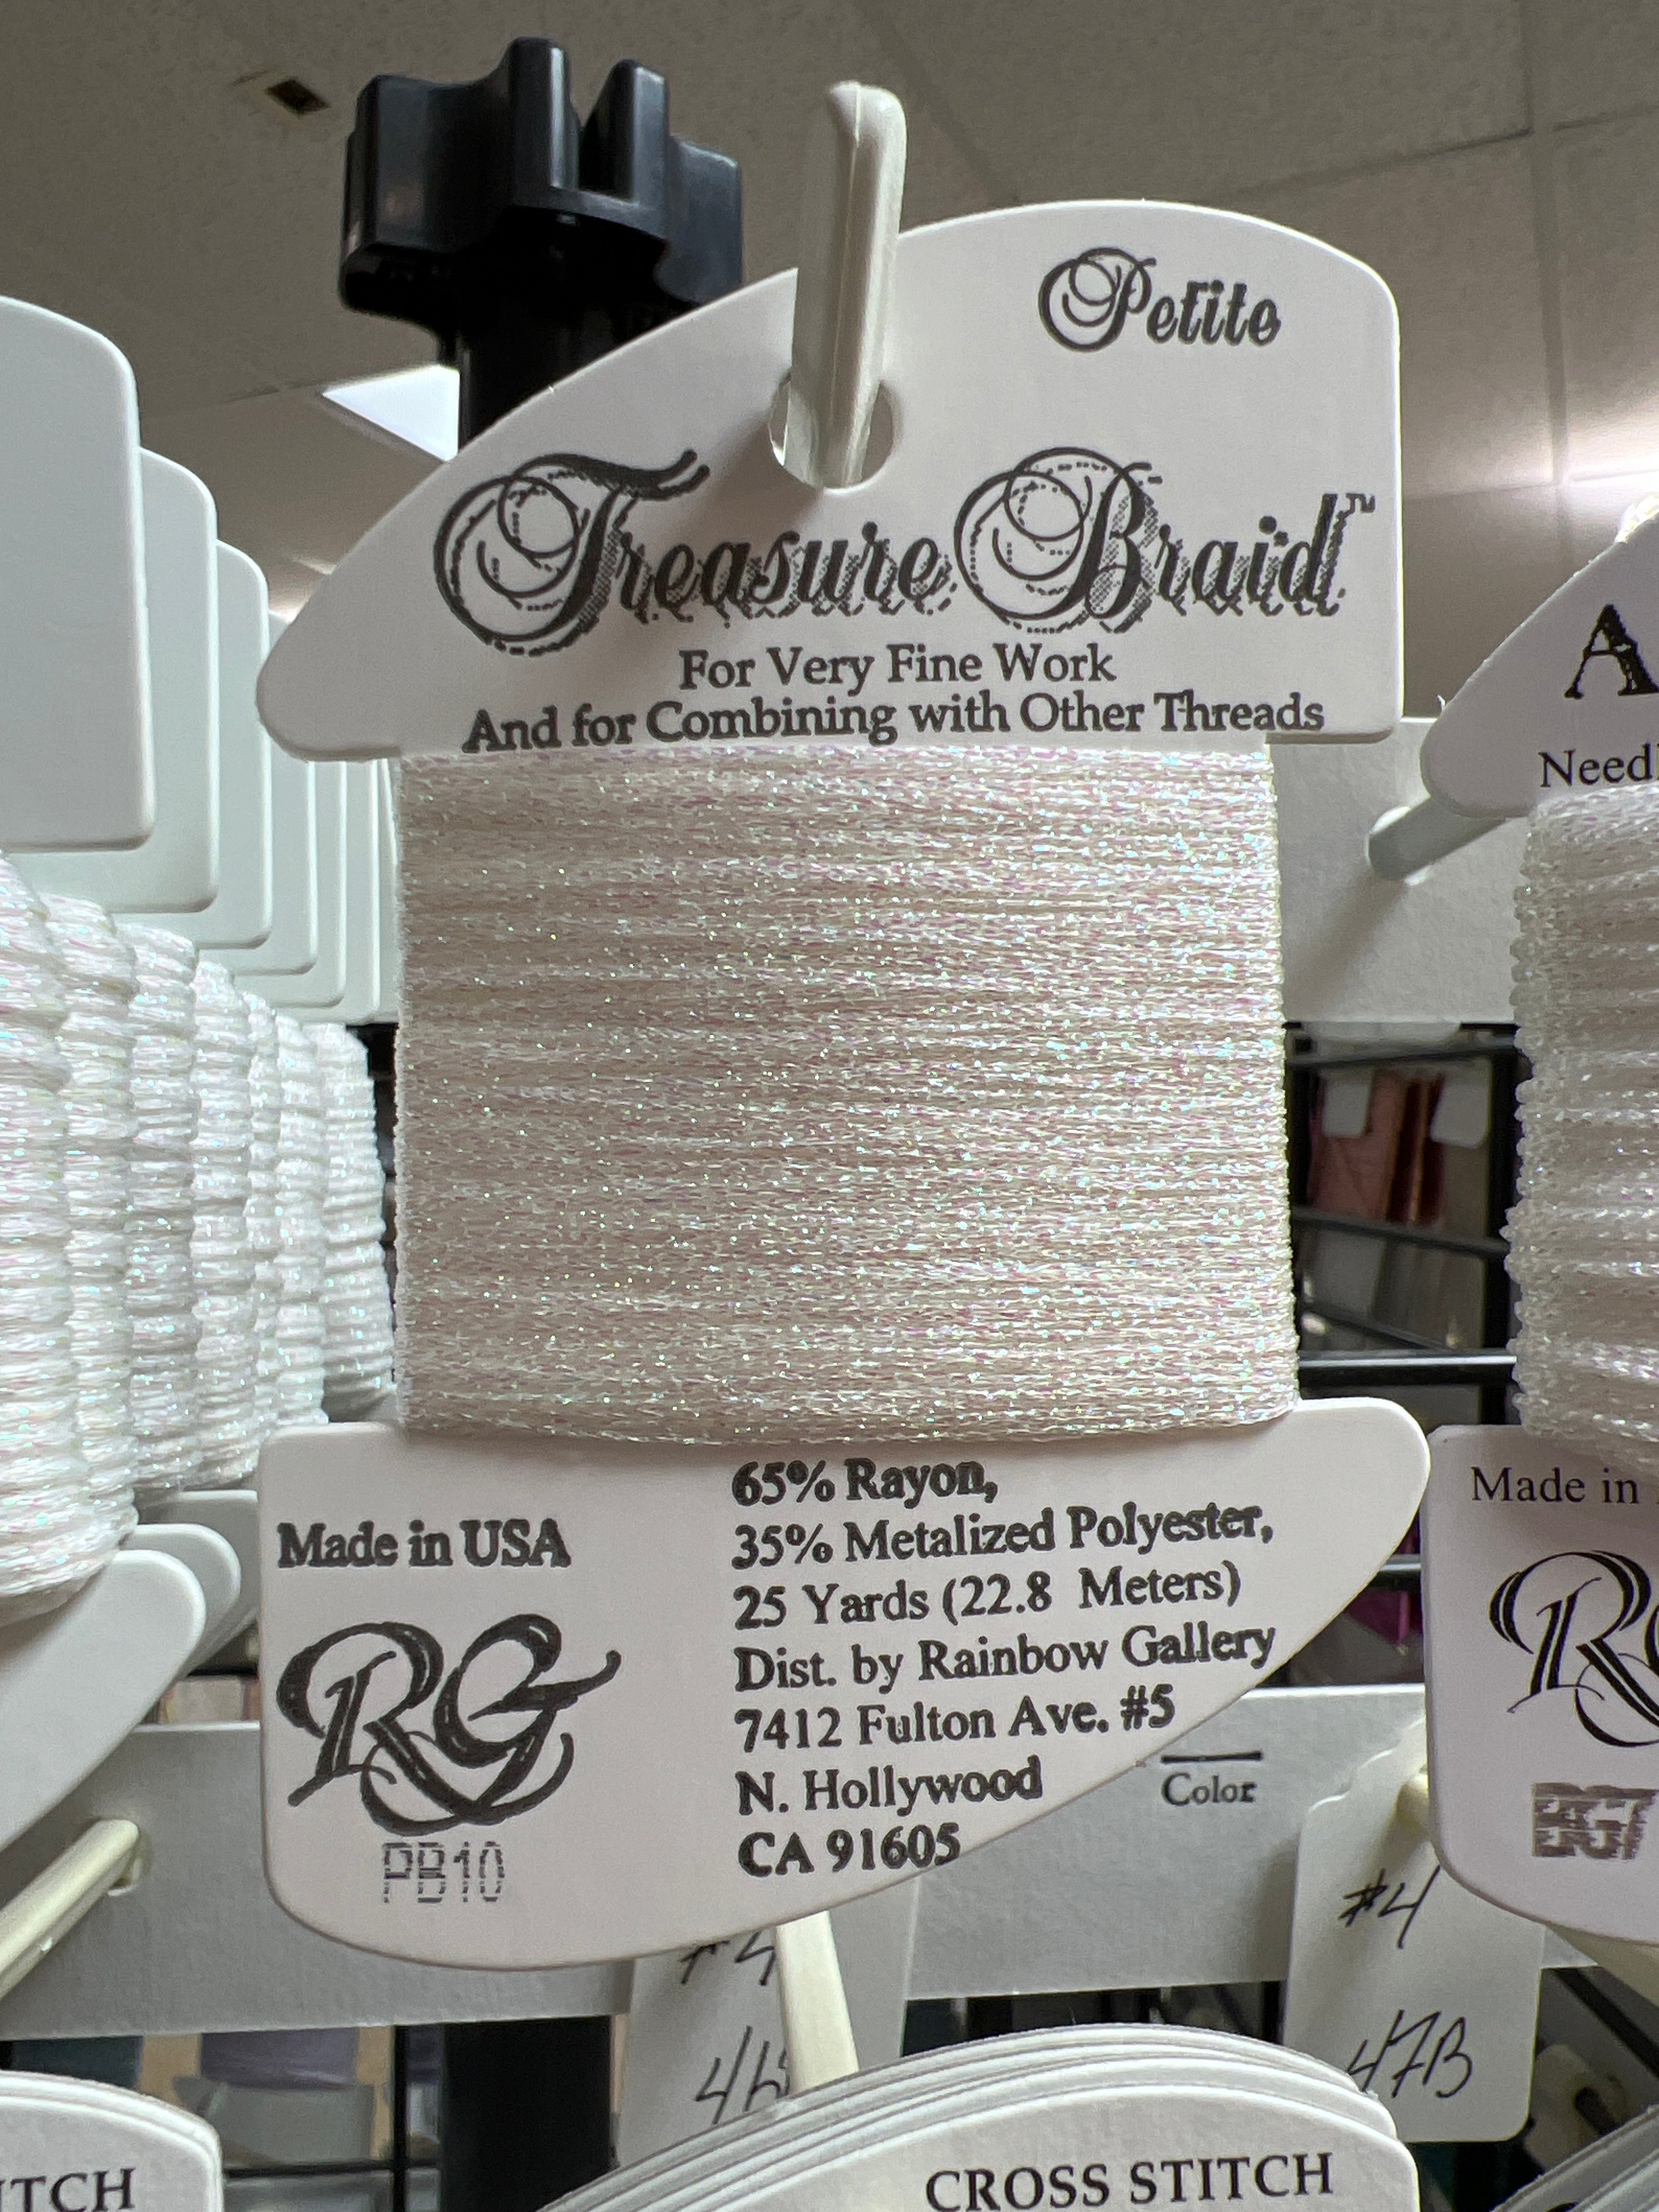 Petite
Treasure Braid™
For Very Fine Work
And for Combining with Other Threads
65% Rayon,
35% Metalized Polyester,
25 Yards (22.8 Meters)
Dist. by Rainbow Gallery
7412 Fulton Ave. #5
N. Hollywood
CA 91605
Made in USA
RG
PB10
Color
Made in
#4
47B
CROSS STITCH